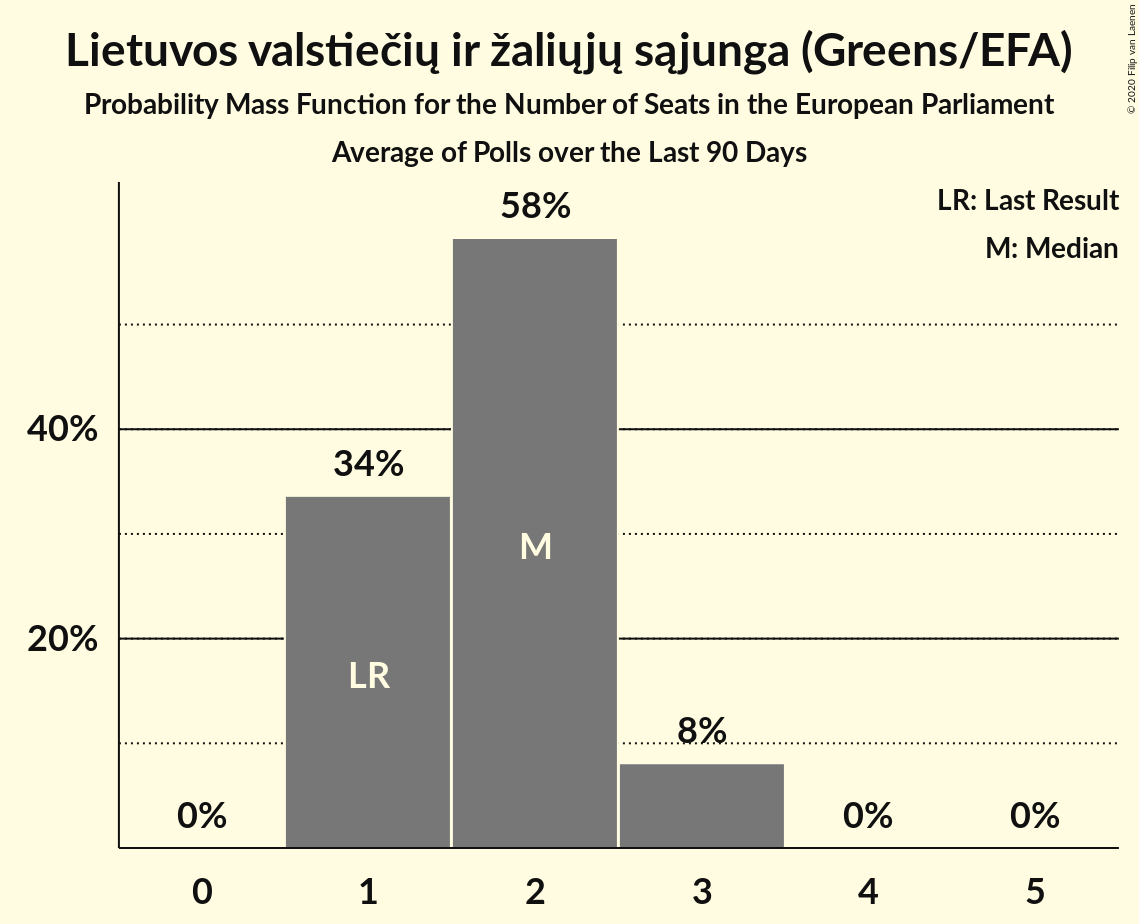 Lietuvos valstiečių ir žaliųjų sąjunga (Greens/EFA)
Probability Mass Function for the Number of Seats in the European Parliament
Average of Polls over the Last 90 Days
© 2020 Filip van Laenen
LR: Last Result
M: Median
58%
40%
34%
M
20%
LR
8%
0%
0%
0%
0
1
2
3
4
5